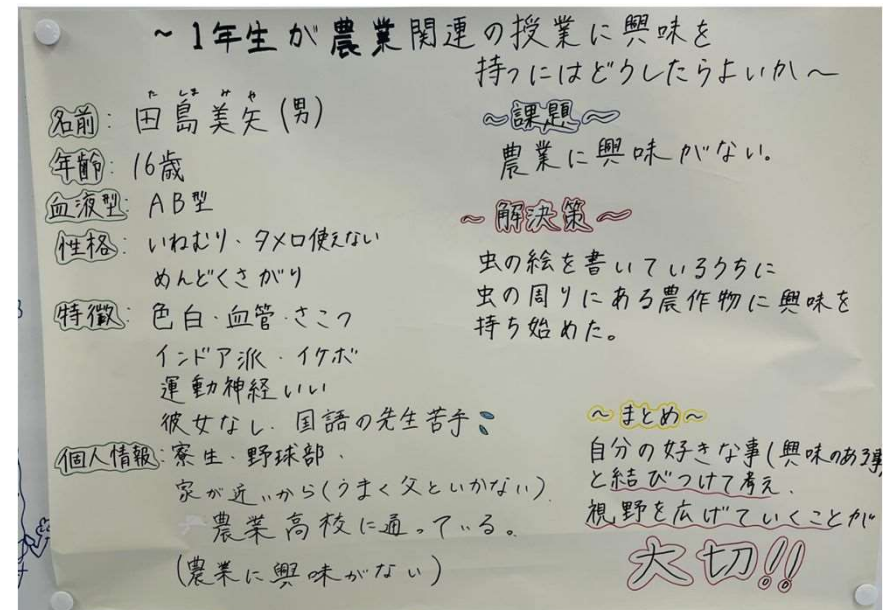 ～1年生が農業関連の授業に興味を
持つにはどうしたらよいか～
名前: 田島美矢(男)
たしまみや
年齢: 16歳
血液型: AB型
性格: いねむり・タメ口使えない
めんどくさがり
特徴: 色白・血管・さこつ
インドア派・イケボ
運動神経いい
彼女なし・国語の先生苦手
個人情報: 寮生・野球部・
家が近いから(うまく父といかない)
農業高校に通っている。
(農業に興味がない)
～課題～
農業に興味がない。
～解決策～
虫の絵を書いているうちに
虫の周りにある農作物に興味を
持ち始めた。
～まとめ～
自分の好きな事(興味のある事
と結びつけて考え、
視野を広げていくことが
大切!!